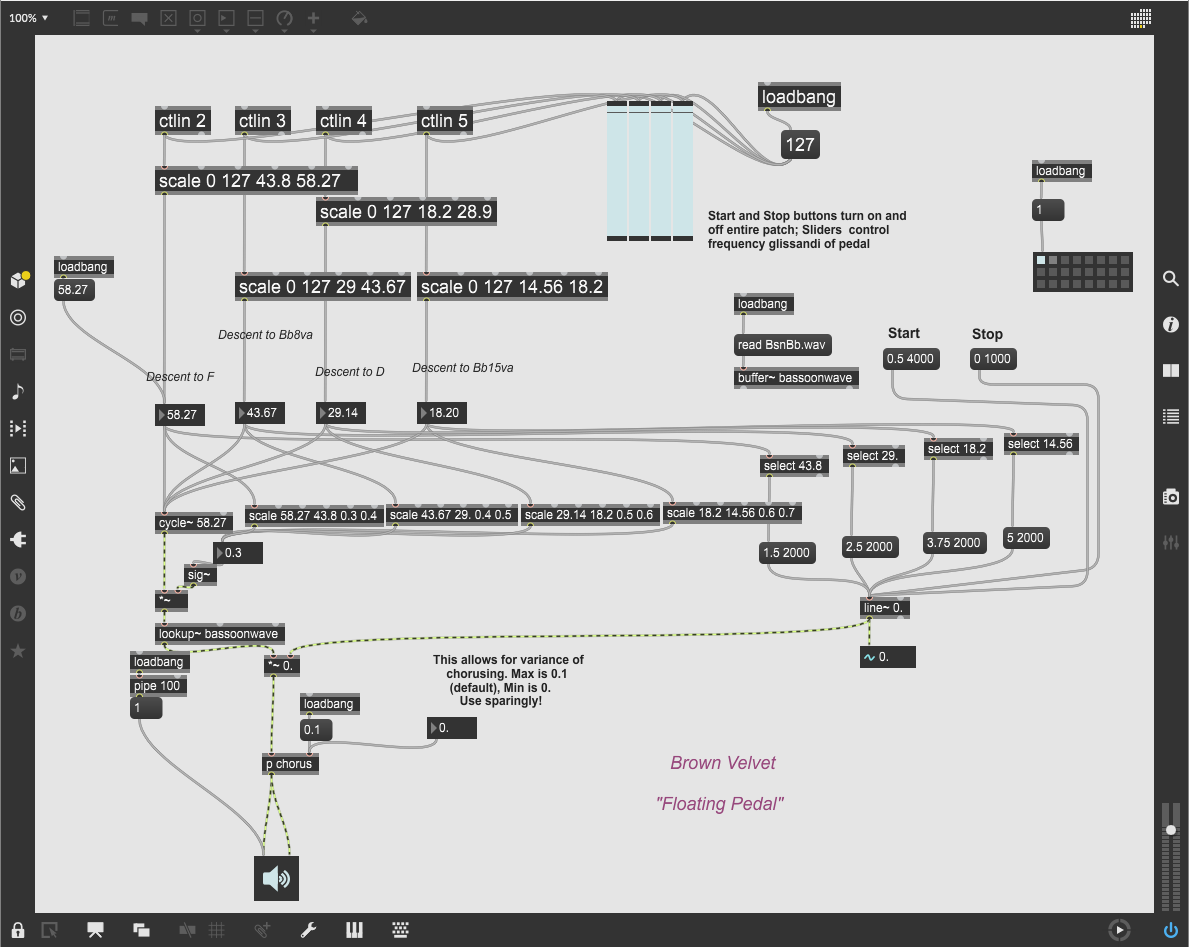 100%
loadbang
ctlin 2
ctlin 3
ctlin 4
ctlin 5
127
scale 0 127 43.8 58.27
loadbang
scale 0 127 18.2 28.9
1
Start and Stop buttons turn on and
off entire patch; Sliders control
frequency glissandi of pedal
loadbang
58.27
scale 0 127 29 43.67
scale 0 127 14.56 18.2
loadbang
Descent to Bb8va
read BsnBb.wav
Start
Stop
0.5 4000
0 1000
Descent to F
Descent to D
Descent to Bb15va
buffer~ bassoonwave
58.27
43.67
29.14
18.20
select 43.8
select 29.
select 18.2
select 14.56
cycle~ 58.27
scale 58.27 43.8 0.3 0.4
scale 43.67 29. 0.4 0.5
scale 29.14 18.2 0.5 0.6
scale 18.2 14.56 0.6 0.7
0.3
1.5 2000
2.5 2000
3.75 2000
5 2000
sig~
*~
line~ 0.
lookup~ bassoonwave
0.
loadbang
*~ 0.
This allows for variance of
chorusing. Max is 0.1
(default), Min is 0.
Use sparingly!
pipe 100
1
loadbang
0.1
0.
p chorus
Brown Velvet
"Floating Pedal"